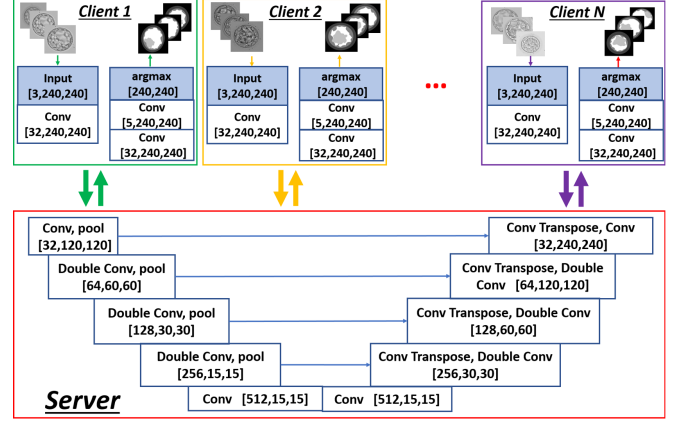 Client 1
Input
[3,240,240]
Conv
[32,240,240]
argmax
[240,240]
Conv
[5,240,240]
Conv
[32,240,240]
Client 2
Input
[3,240,240]
Conv
[32,240,240]
argmax
[240,240]
Conv
[5,240,240]
Conv
[32,240,240]
...
Client N
Input
[3,240,240]
Conv
[32,240,240]
argmax
[240,240]
Conv
[5,240,240]
Conv
[32,240,240]
Conv, pool
[32,120,120]
Conv Transpose, Conv
[32,240,240]
Double Conv, pool
[64,60,60]
Conv Transpose, Double
Conv [64,120,120]
Double Conv, pool
[128,30,30]
Conv Transpose, Double Conv
[128,60,60]
Double Conv, pool
[256,15,15]
Conv Transpose, Double Conv
[256,30,30]
Conv [512,15,15]
Conv [512,15,15]
Server